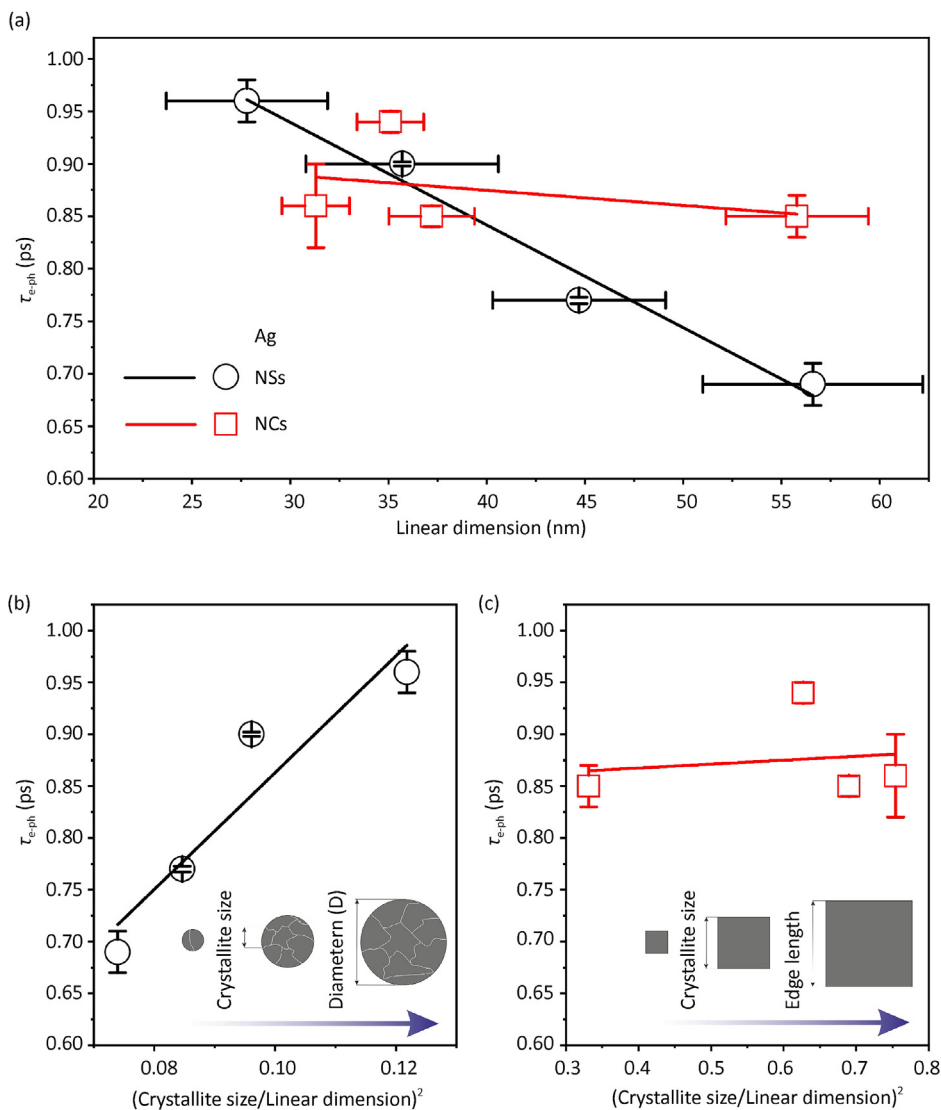 (a)
1.00
0.95
0.90
0.85
0.80
0.75
0.70
0.65
0.60
τe-ph (ps)
Ag
NSs
NCs
20 25 30 35 40 45 50 55 60
Linear dimension (nm)
(b)
1.00
0.95
0.90
0.85
0.80
0.75
0.70
0.65
0.60
τe-ph (ps)
Crystallite size
Diametern (D)
0.08 0.10 0.12
(Crystallite size/Linear dimension)²
(c)
1.00
0.95
0.90
0.85
0.80
0.75
0.70
0.65
0.60
τe-ph (ps)
Crystallite size
Edge length
0.3 0.4 0.5 0.6 0.7 0.8
(Crystallite size/Linear dimension)²